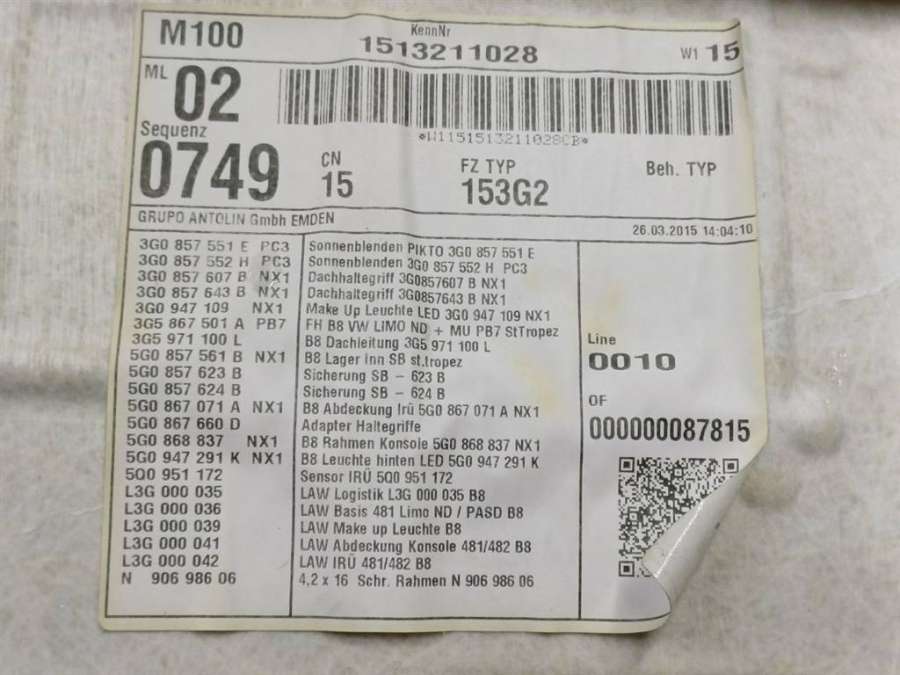 M100 KennNr 1513211028 W1 15
ML 02
*W1151513211028CB*
Sequenz 0749 CN 15 FZ TYP 153G2 Beh. TYP
GRUPO ANTOLIN GmbH EMDEN 26.03.2015 14:04:10
3G0 857 551 E PC3 Sonnenblenden PIKTO 3G0 857 551 E
3G0 857 552 H PC3 Sonnenblenden 3G0 857 552 H PC3
3G0 857 607 B NX1 Dachhaltegriff 3G0857607 B NX1
3G0 857 643 B NX1 Dachhaltegriff 3G0857643 B NX1
3G0 947 109 NX1 Make Up Leuchte LED 3G0 947 109 NX1
3G5 867 501 A PB7 FH B8 VW LIMO ND + MU PB7 StTropez
3G5 971 100 L B8 Dachleitung 3G5 971 100 L
5G0 857 561 B NX1 B8 Lager Inn SB st.tropez
5G0 857 623 B Sicherung SB - 623 B
5G0 857 624 B Sicherung SB - 624 B
5G0 867 071 A NX1 B8 Abdeckung Irü 5G0 867 071 A NX1
5G0 867 660 D Adapter Haltegriffe
5G0 868 837 NX1 B8 Rahmen Konsole 5G0 868 837 NX1
5G0 947 291 K NX1 B8 Leuchte hinten LED 5G0 947 291 K
5Q0 951 172 Sensor IRÜ 5Q0 951 172
L3G 000 035 LAW Logistik L3G 000 035 B8
L3G 000 036 LAW Basis 481 Limo ND / PASD B8
L3G 000 039 LAW Make up Leuchte B8
L3G 000 041 LAW Abdeckung Konsole 481/482 B8
L3G 000 042 LAW IRÜ 481/482 B8
N 906 986 06 4,2 x 16 Schr. Rahmen N 906 986 06
Line
0010
OF
000000087815